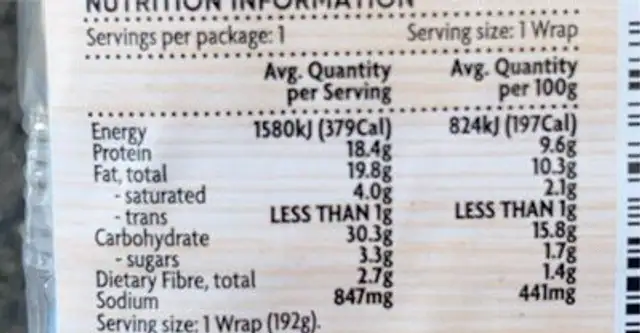 NUTRITION INFORMATION
Servings per package: 1 Serving size: 1 Wrap
Avg. Quantity Avg. Quantity
per Serving per 100g
Energy 1580kJ (379Cal) 824kJ (197Cal)
Protein 18.4g 9.6g
Fat, total 19.8g 10.3g
- saturated 4.0g 2.1g
- trans LESS THAN 1g LESS THAN 1g
Carbohydrate 30.3g 15.8g
- sugars 3.3g 1.7g
Dietary Fibre, total 2.7g 1.4g
Sodium 847mg 441mg
Serving size: 1 Wrap (192g).